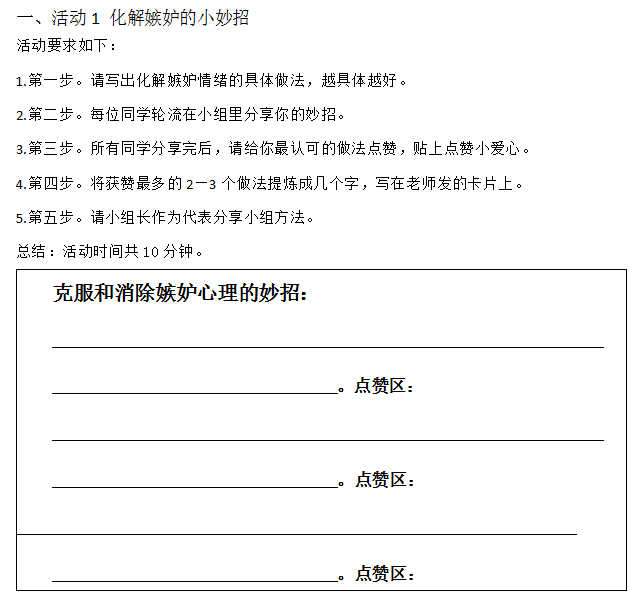 一、活动1 化解嫉妒的小妙招
活动要求如下：
1.第一步。请写出化解嫉妒情绪的具体做法，越具体越好。
2.第二步。每位同学轮流在小组里分享你的妙招。
3.第三步。所有同学分享完后，请给你最认可的做法点赞，贴上点赞小爱心。
4.第四步。将获赞最多的2－3个做法提炼成几个字，写在老师发的卡片上。
5.第五步。请小组长作为代表分享小组方法。
总结：活动时间共10分钟。
克服和消除嫉妒心理的妙招：
。点赞区：
。点赞区：
。点赞区：